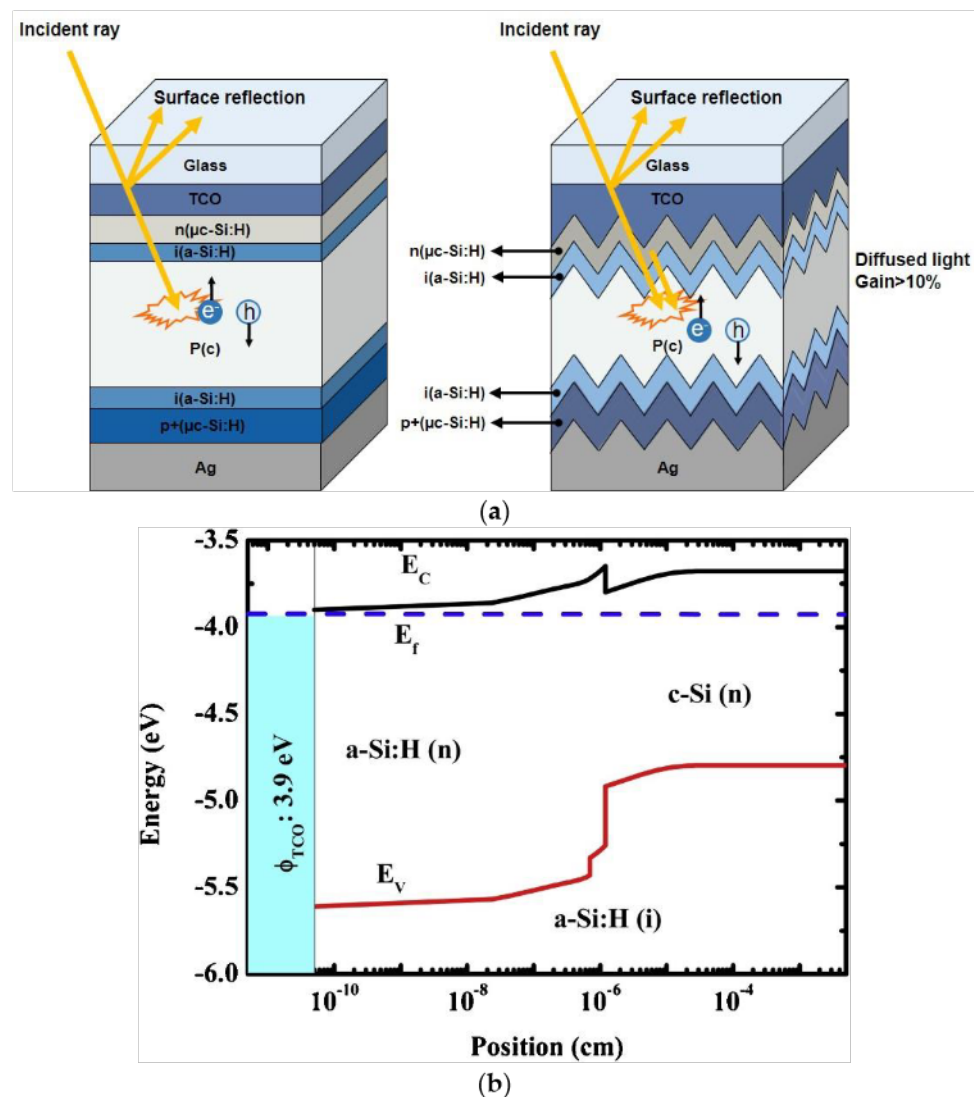 Incident ray
Surface reflection
Glass
TCO
n(μc-Si:H)
i(a-Si:H)
e-
h
P(c)
i(a-Si:H)
p+(μc-Si:H)
Ag
Incident ray
Surface reflection
Glass
TCO
n(μc-Si:H)
i(a-Si:H)
Diffused light
Gain>10%
e-
h
P(c)
i(a-Si:H)
p+(μc-Si:H)
Ag
(a)
-3.5
-4.0
-4.5
-5.0
-5.5
-6.0
Energy (eV)
E_C
E_f
c-Si (n)
a-Si:H (n)
ϕ_TCO: 3.9 eV
E_V
a-Si:H (i)
10^-10
10^-8
10^-6
10^-4
Position (cm)
(b)